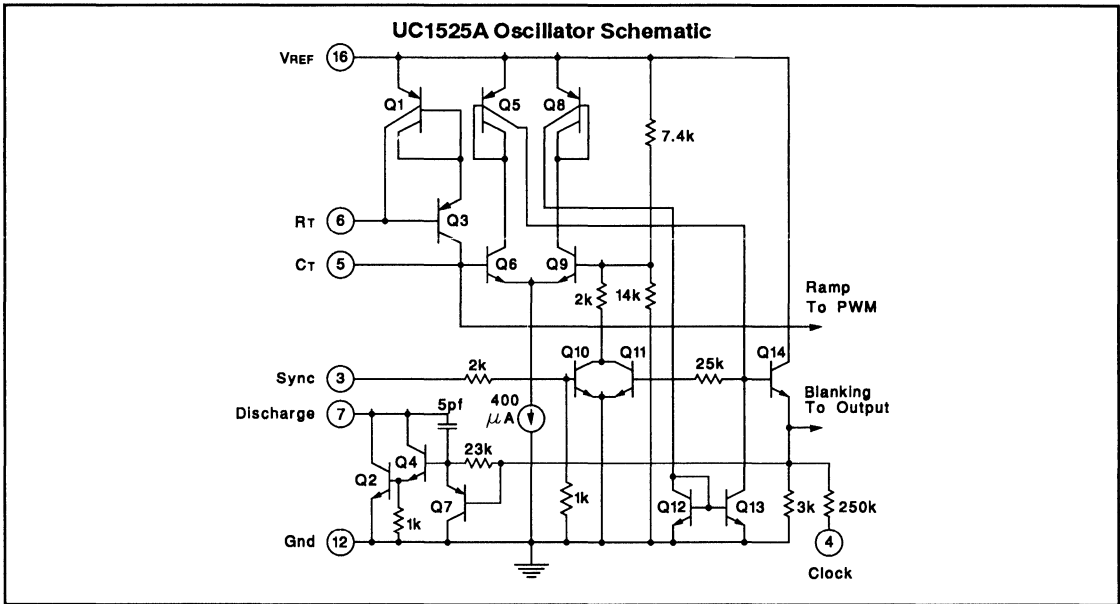 UC1525A Oscillator Schematic
VREF 16
Q1 Q5 Q8
7.4k
RT 6
Q3
CT 5
Q6 Q9
2k 14k
Ramp
To PWM
Q10 Q11
25k Q14
Sync 3
2k
Blanking
To Output
Discharge 7
5pf
400
μA
Q4 23k
Q2
Q7
1k
1k
Q12 Q13
3k 250k
Gnd 12
4
Clock